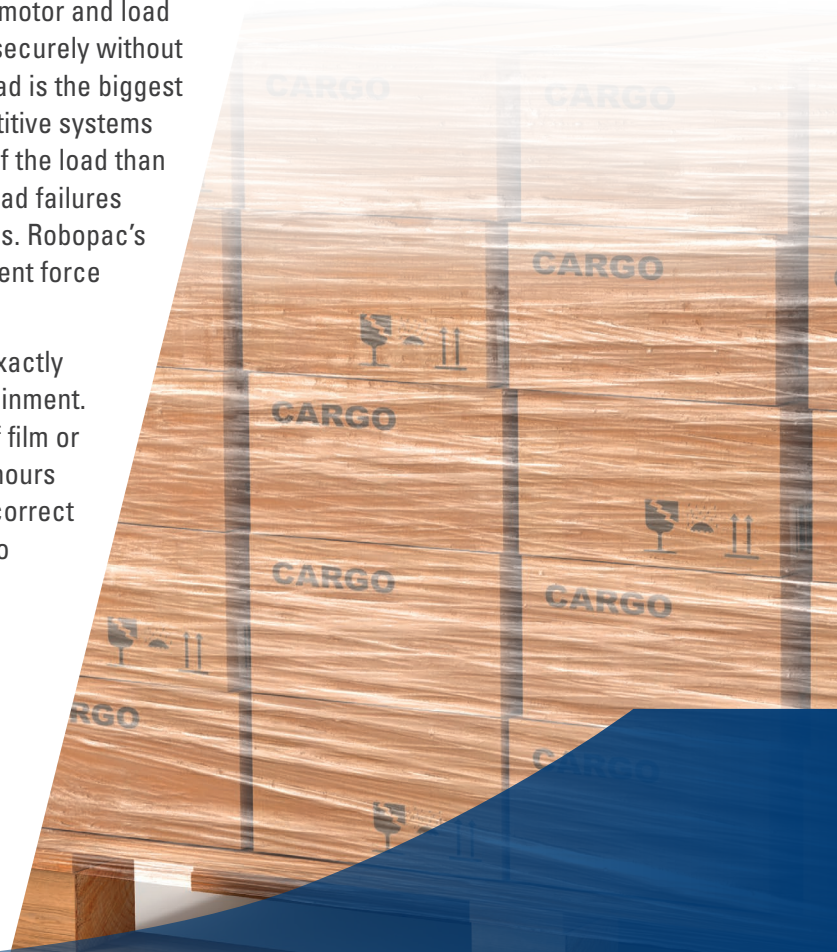 motor and load
securely without
ad is the biggest
titive systems
f the load than
ad failures
s. Robopac's
ent force
xactly
inment.
f film or
hours
correct
o
CARGO
CARGO
CARGO
CARGO
CARGO
CARGO
RGO
CARGO